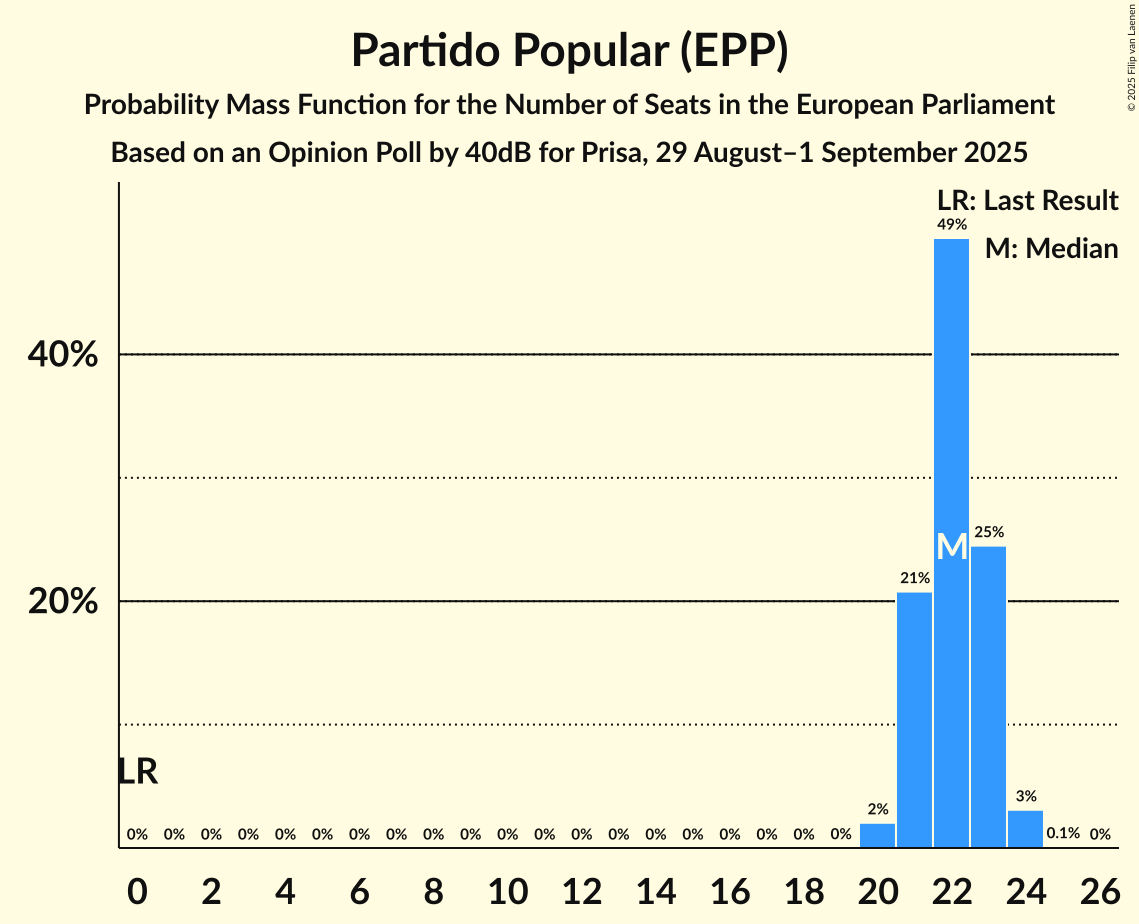 Partido Popular (EPP)
Probability Mass Function for the Number of Seats in the European Parliament
Based on an Opinion Poll by 40dB for Prisa, 29 August–1 September 2025
© 2025 Filip van Laenen
LR: Last Result
M: Median
49%
40%
M
25%
21%
20%
LR
0% 0% 0% 0% 0% 0% 0% 0% 0% 0% 0% 0% 0% 0% 0% 0% 0% 0% 0% 0% 2% 3% 0.1% 0%
0 2 4 6 8 10 12 14 16 18 20 22 24 26